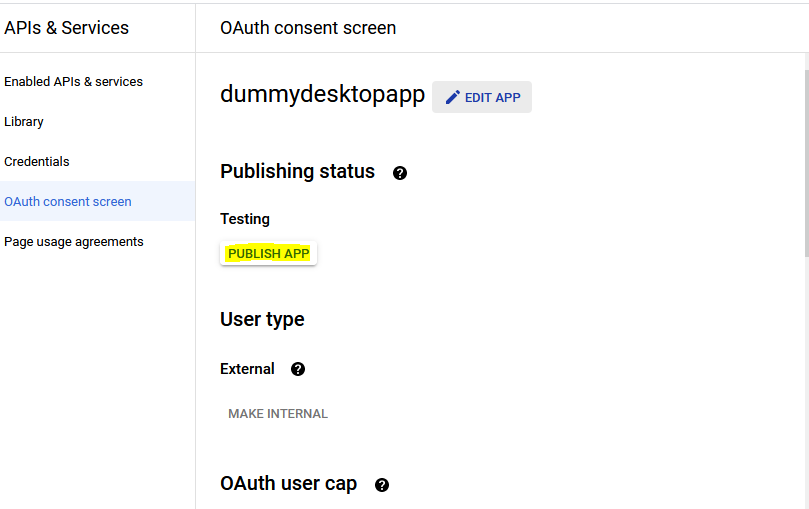 APIs & Services
OAuth consent screen
Enabled APIs & services
Library
Credentials
OAuth consent screen
Page usage agreements
dummydesktopapp
EDIT APP
Publishing status
Testing
PUBLISH APP
User type
External
MAKE INTERNAL
OAuth user cap